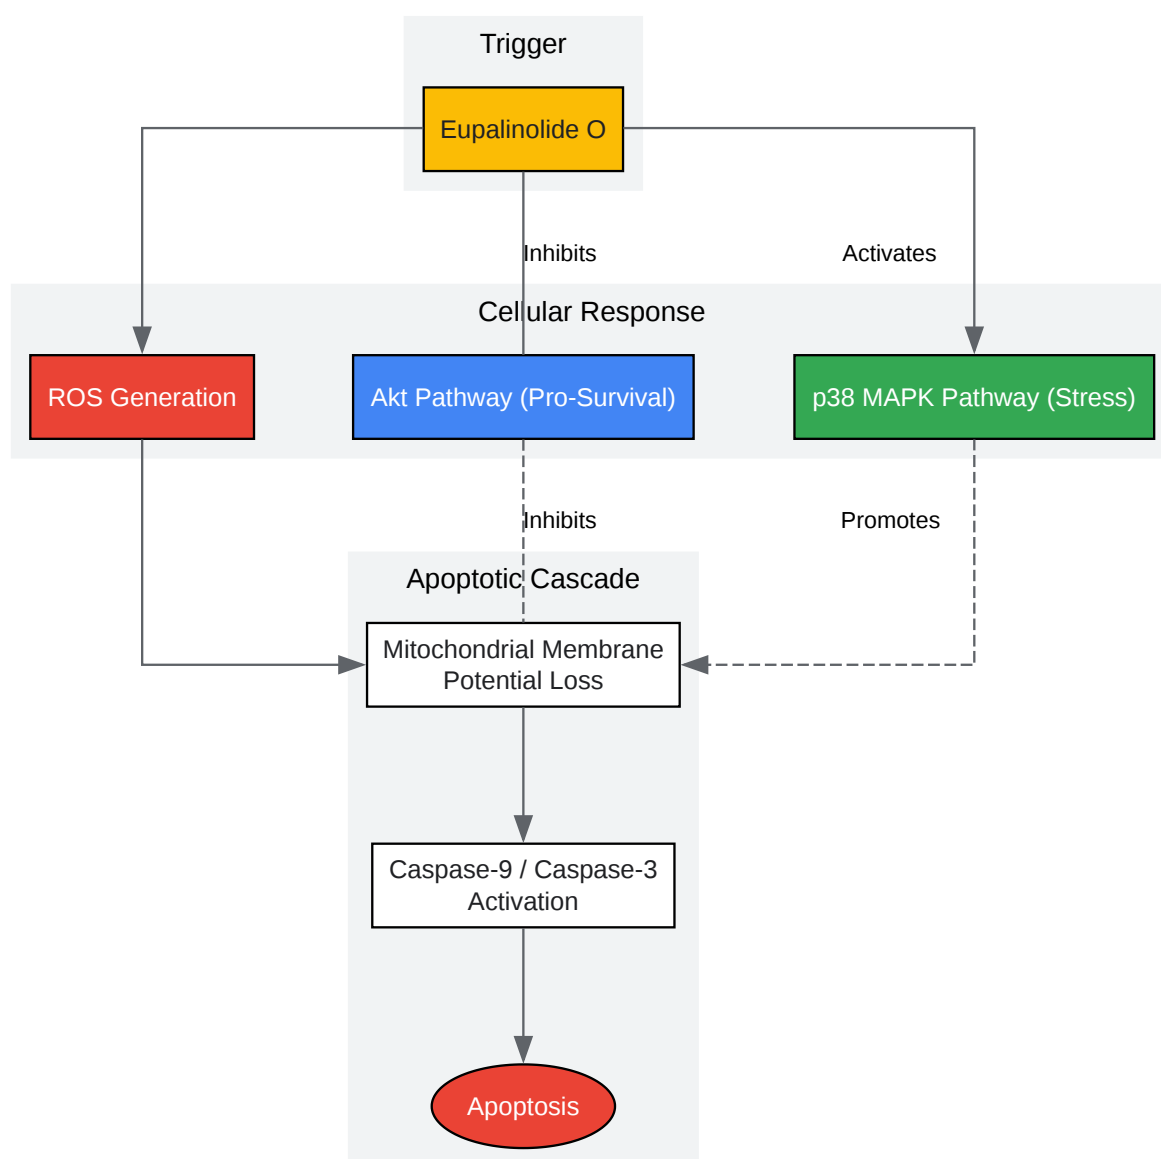 Trigger
Eupalinolide O
Inhibits
Activates
Cellular Response
ROS Generation
Akt Pathway (Pro-Survival)
p38 MAPK Pathway (Stress)
Inhibits
Promotes
Apoptotic Cascade
Mitochondrial Membrane
Potential Loss
Caspase-9 / Caspase-3
Activation
Apoptosis